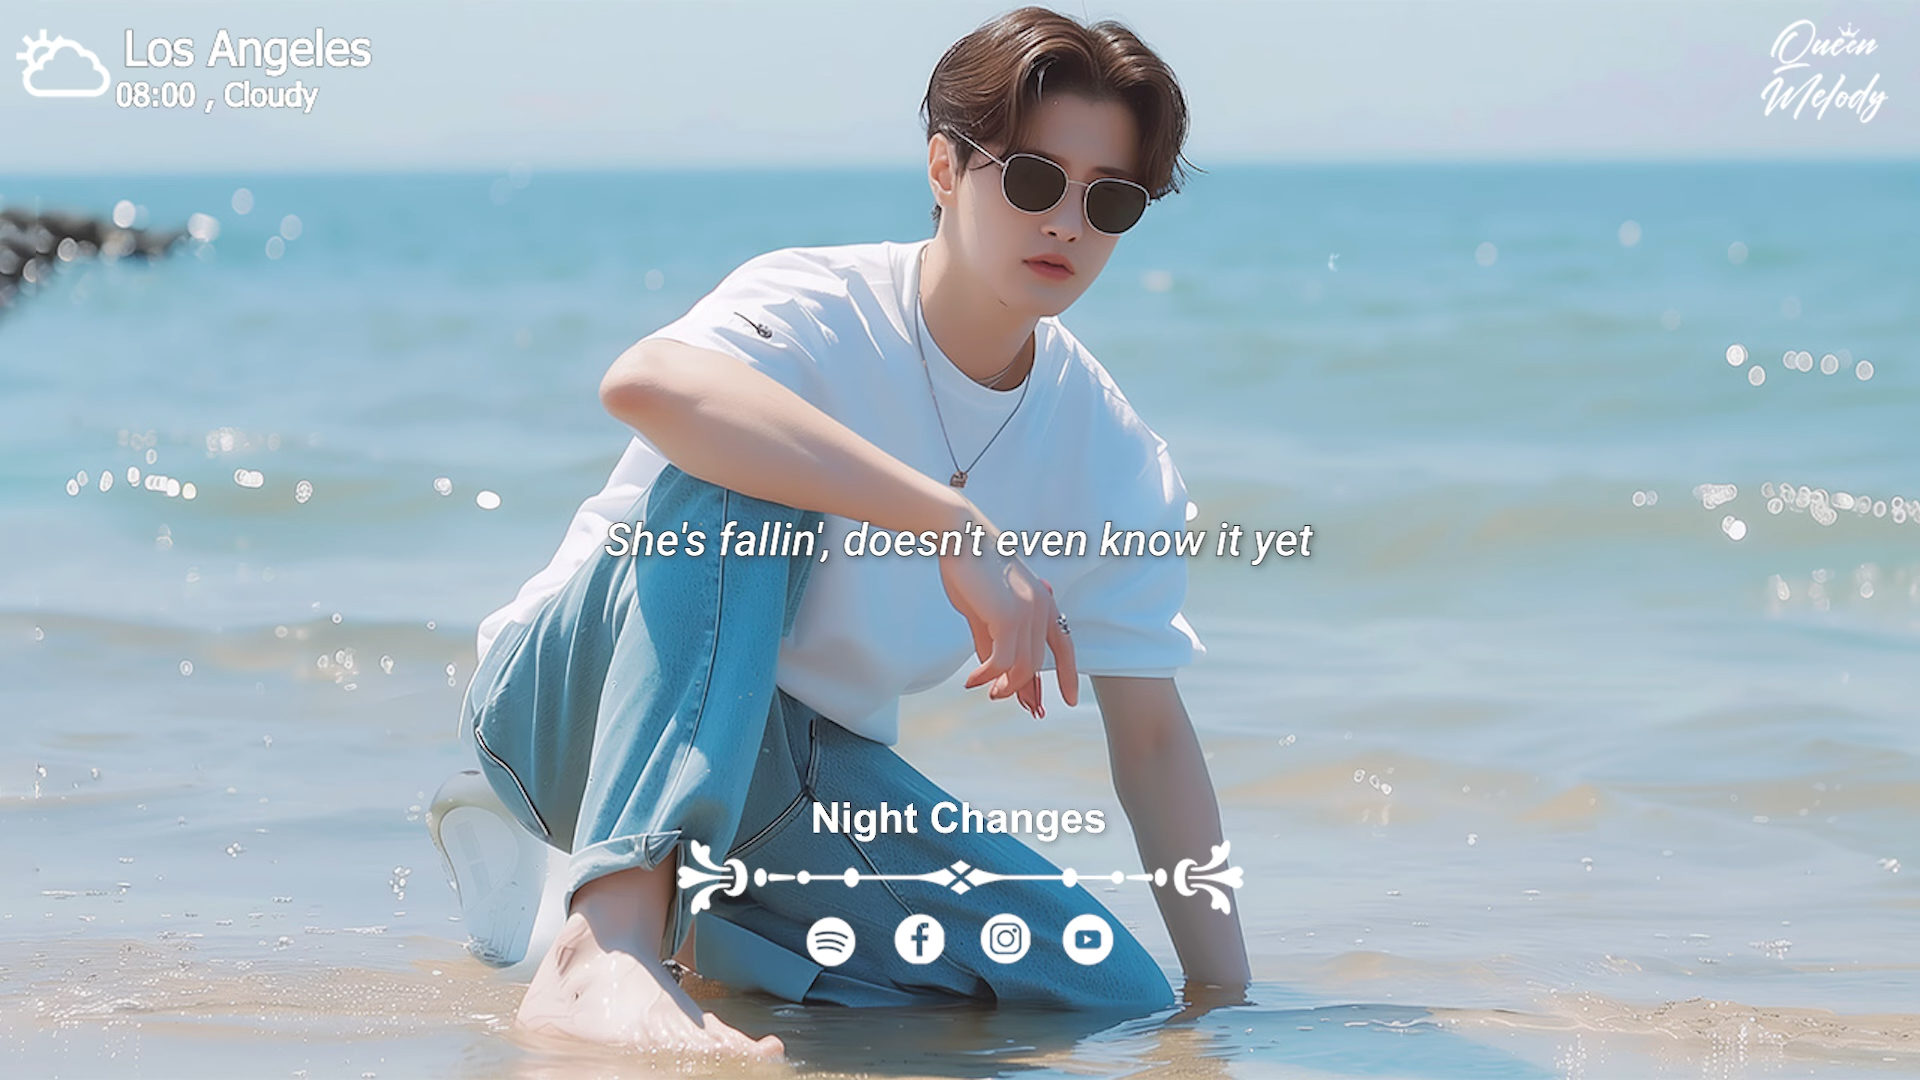 Los Angeles
08:00 , Cloudy
Queen
Melody
She's fallin', doesn't even know it yet
Night Changes